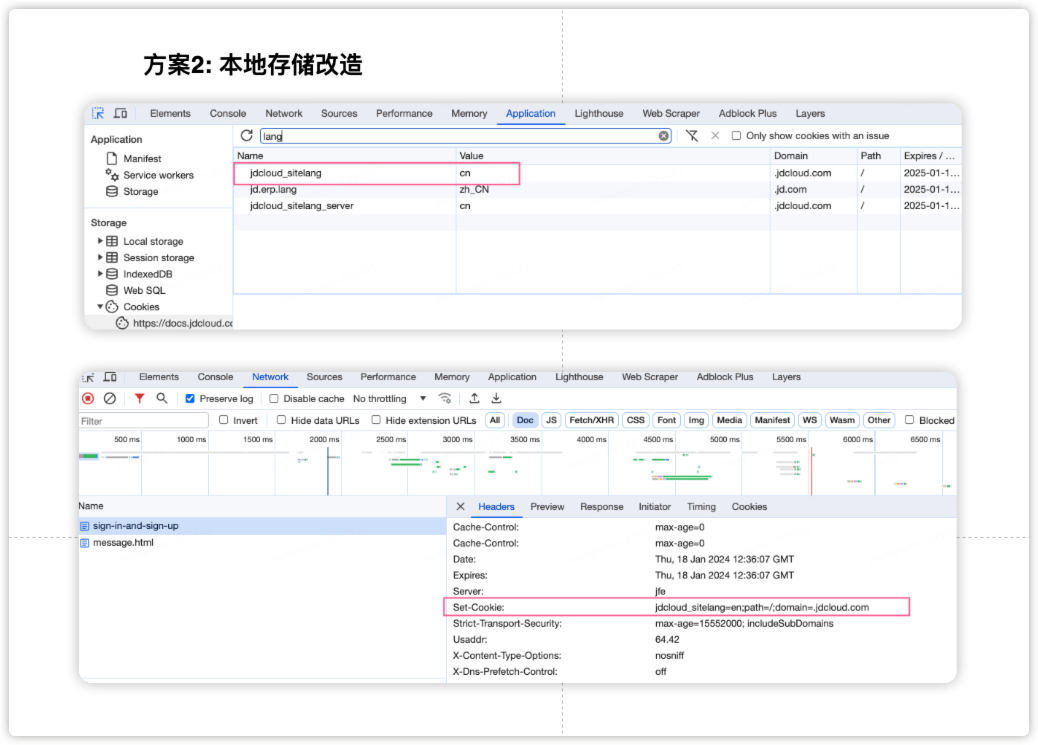 方案2: 本地存储改造
Elements Console Network Sources Performance Memory Application Lighthouse Web Scraper Adblock Plus Layers
Application
lang
Only show cookies with an issue
Name Value Domain Path Expires / ...
Manifest
Service workers
Storage
jdcloud_sitelang cn .jdcloud.com / 2025-01-1...
jd.erp.lang zh_CN .jd.com / 2025-01-1...
jdcloud_sitelang_server cn .jdcloud.com / 2025-01-1...
Storage
Local storage
Session storage
IndexedDB
Web SQL
Cookies
https://docs.jdcloud.co
Elements Console Network Sources Performance Memory Application Lighthouse Web Scraper Adblock Plus Layers
Preserve log Disable cache No throttling
Filter Invert Hide data URLs Hide extension URLs All Doc JS Fetch/XHR CSS Font Img Media Manifest WS Wasm Other Blocked
500 ms 1000 ms 1500 ms 2000 ms 2500 ms 3000 ms 3500 ms 4000 ms 4500 ms 5000 ms 5500 ms 6000 ms 6500 ms
Name
sign-in-and-sign-up
message.html
Headers Preview Response Initiator Timing Cookies
Cache-Control: max-age=0
Cache-Control: max-age=0
Date: Thu, 18 Jan 2024 12:36:07 GMT
Expires: Thu, 18 Jan 2024 12:36:07 GMT
Server: jfe
Set-Cookie: jdcloud_sitelang=en;path=/;domain=.jdcloud.com
Strict-Transport-Security: max-age=15552000; includeSubDomains
Usaddr: 64.42
X-Content-Type-Options: nosniff
X-Dns-Prefetch-Control: off